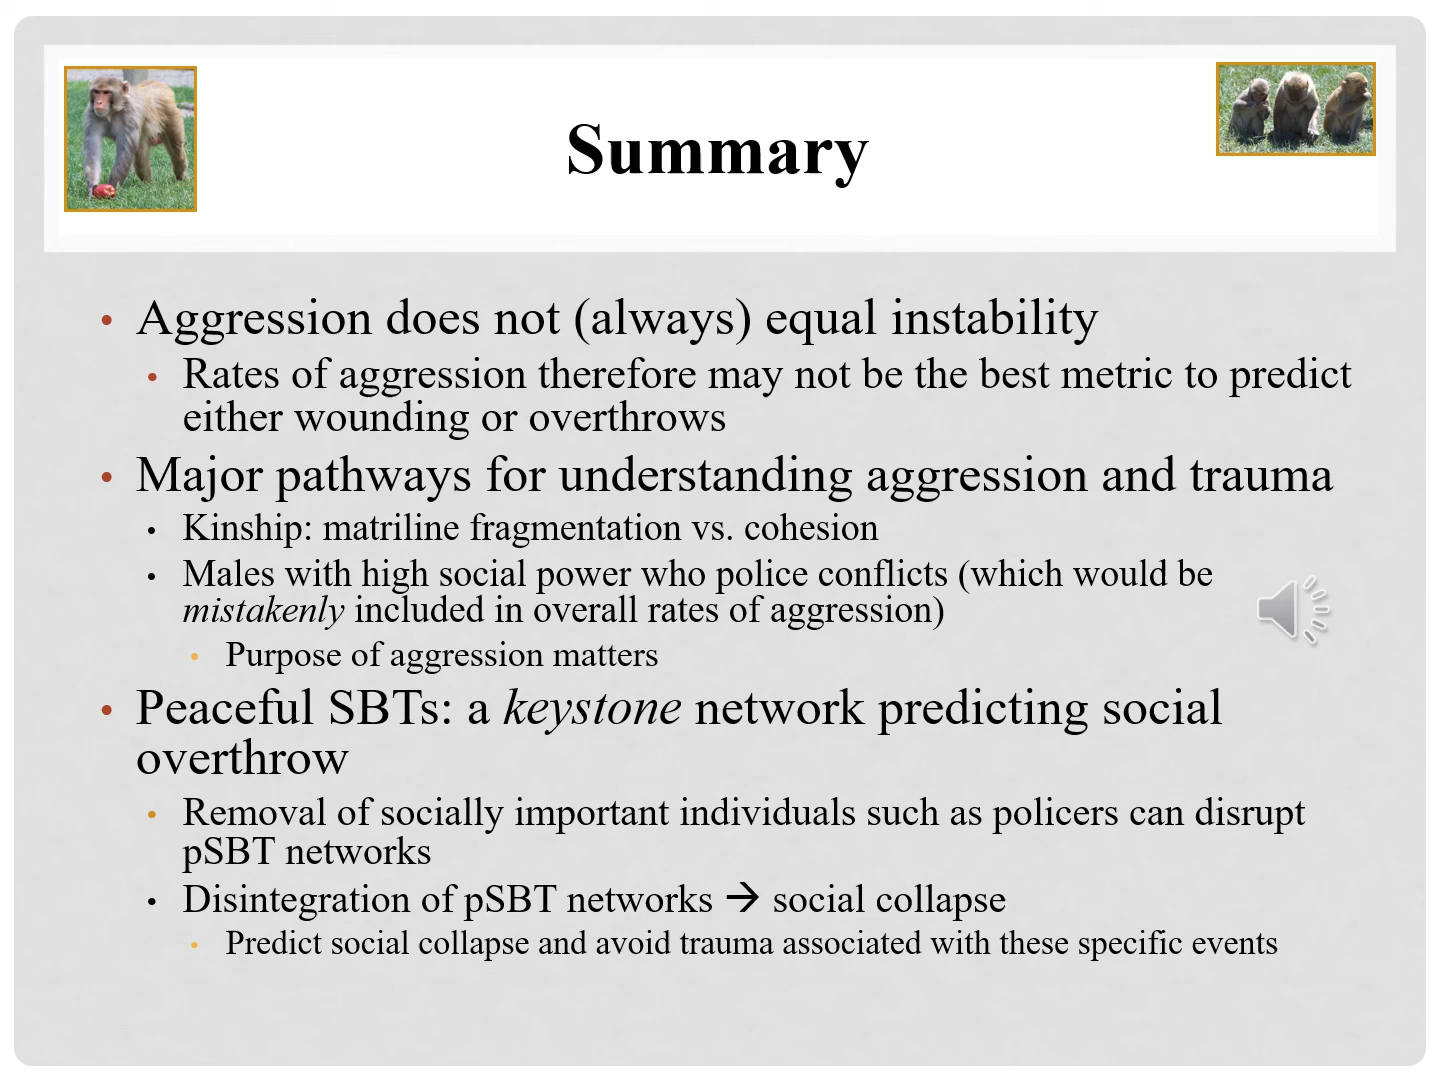 Summary
• Aggression does not (always) equal instability
• Rates of aggression therefore may not be the best metric to predict
either wounding or overthrows
• Major pathways for understanding aggression and trauma
• Kinship: matriline fragmentation vs. cohesion
• Males with high social power who police conflicts (which would be
mistakenly included in overall rates of aggression)
• Purpose of aggression matters
• Peaceful SBTs: a keystone network predicting social
overthrow
• Removal of socially important individuals such as policers can disrupt
pSBT networks
• Disintegration of pSBT networks → social collapse
• Predict social collapse and avoid trauma associated with these specific events